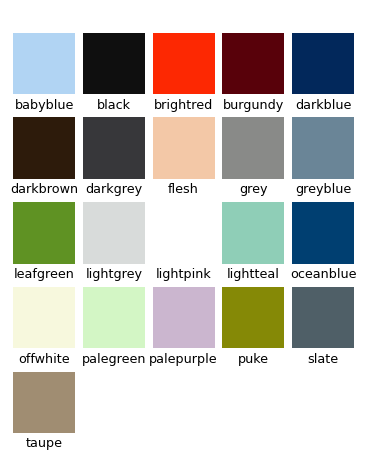 babyblue black brightred burgundy darkblue
darkbrown darkgrey flesh grey greyblue
leafgreen lightgrey lightpink lightteal oceanblue
offwhite palegreen palepurple puke slate
taupe